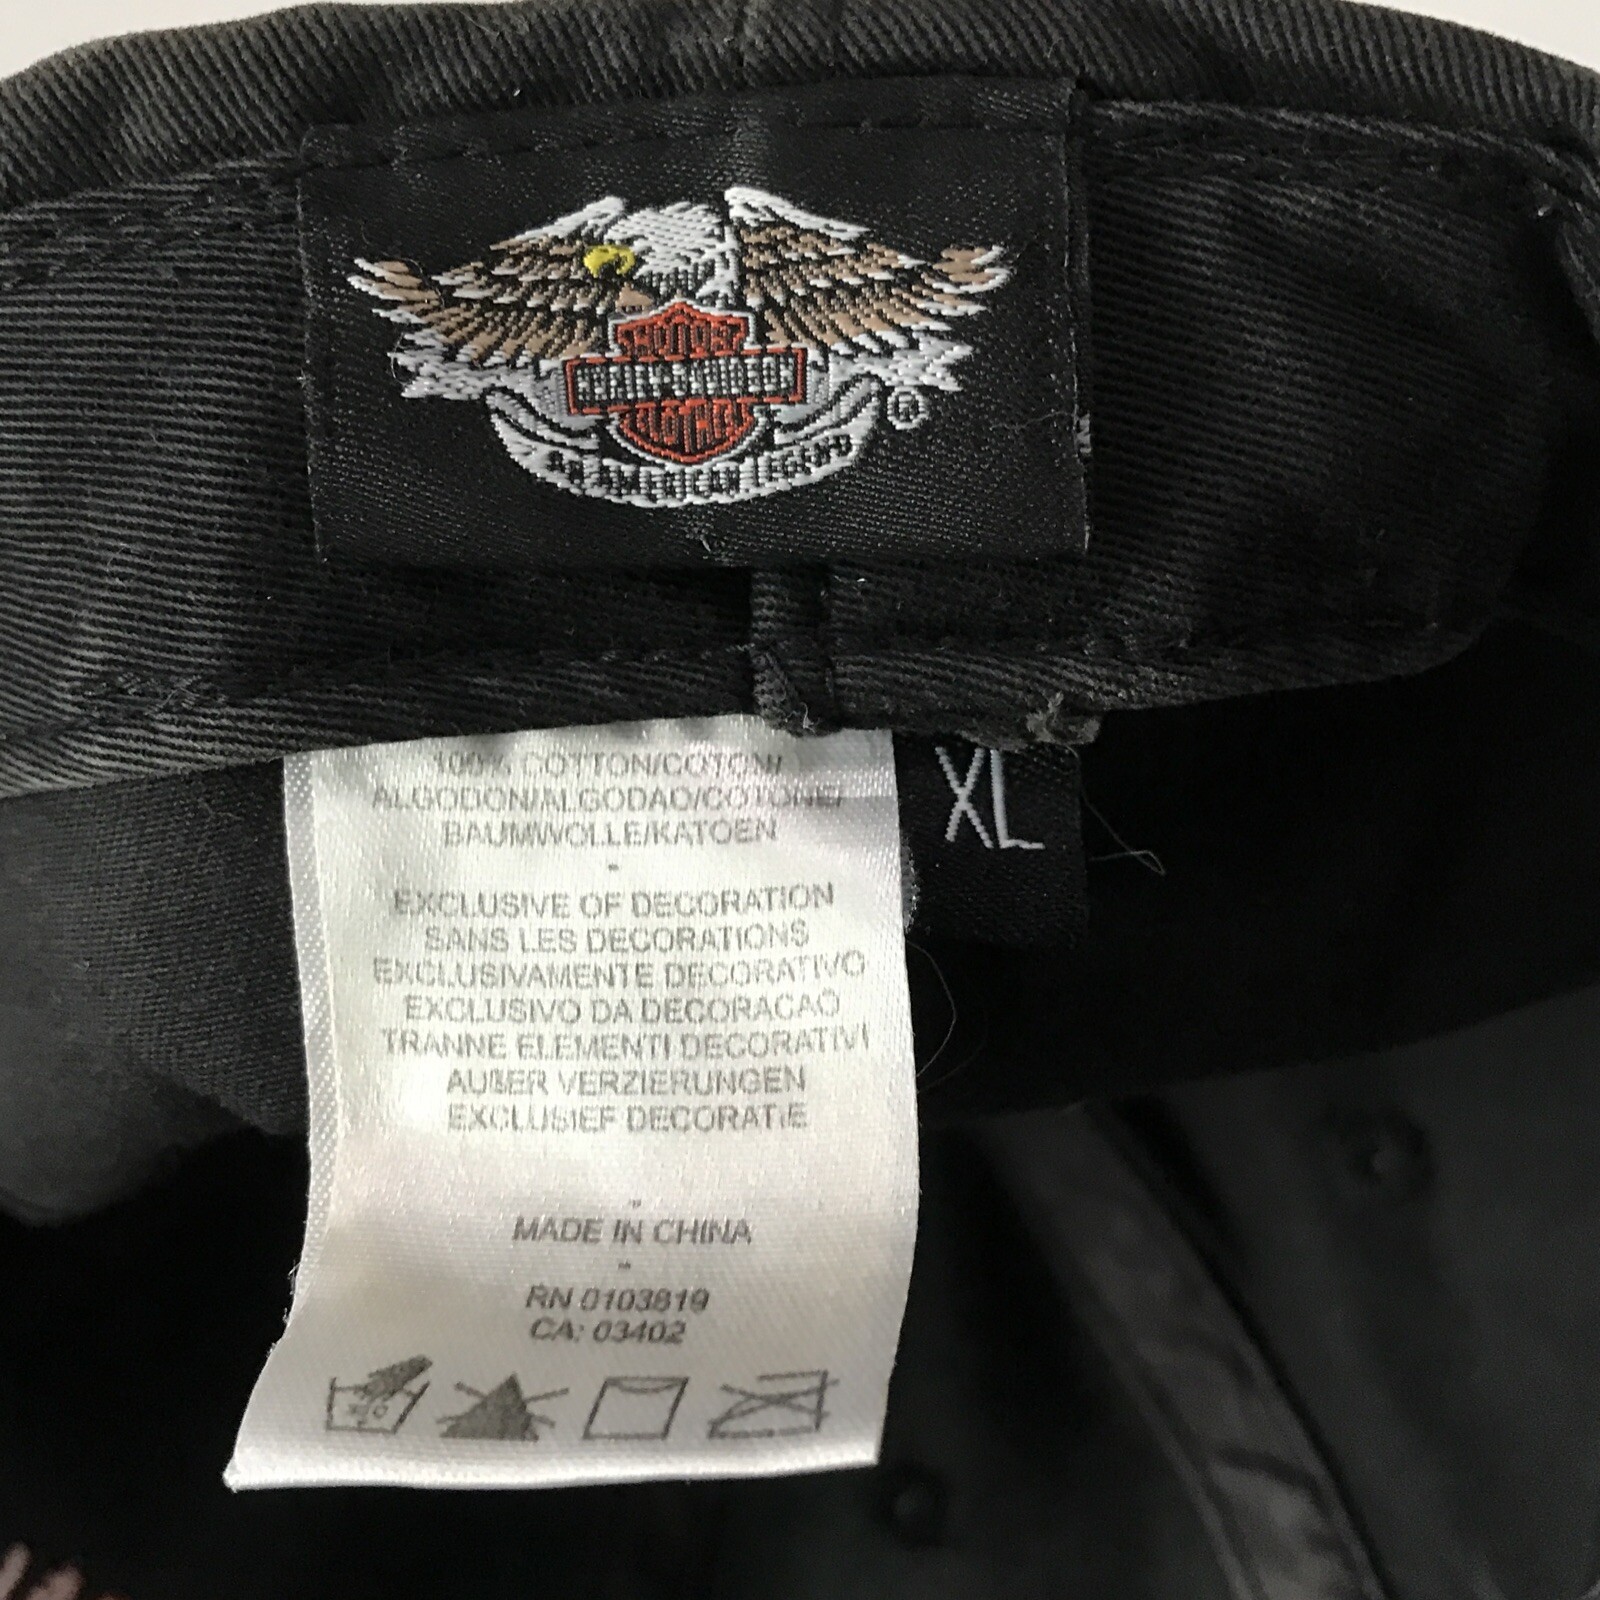 MOTOR
HARLEY-DAVIDSON
CLOTHES
AN AMERICAN LEGEND
®
XL
100% COTTON/COTON/
ALGODON/ALGODAO/COTONE/
BAUMWOLLE/KATOEN
-
EXCLUSIVE OF DECORATION
SANS LES DECORATIONS
EXCLUSIVAMENTE DECORATIVO
EXCLUSIVO DA DECORACAO
TRANNE ELEMENTI DECORATIVI
AUßER VERZIERUNGEN
EXCLUSIEF DECORATIE
-
MADE IN CHINA
-
RN 0103819
CA: 03402